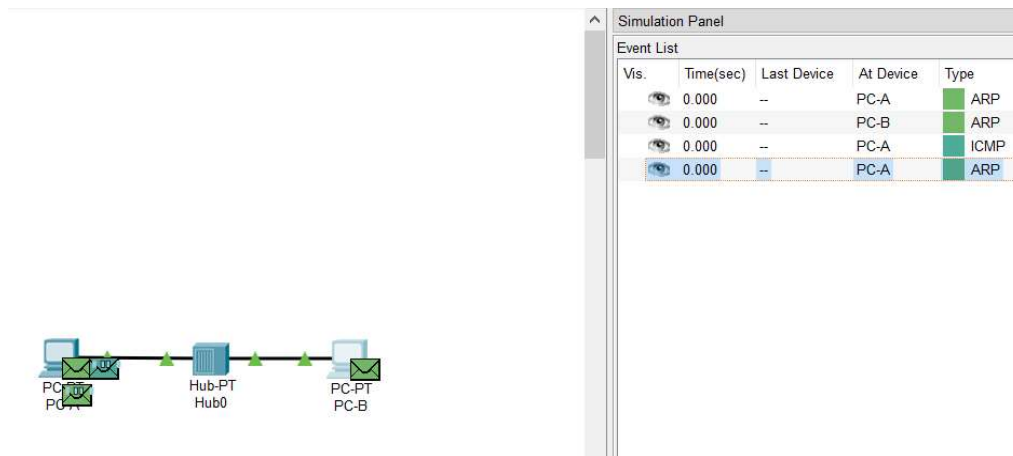 Simulation Panel
Event List
Vis. Time(sec) Last Device At Device Type
0.000 -- PC-A ARP
0.000 -- PC-B ARP
0.000 -- PC-A ICMP
0.000 -- PC-A ARP
Hub-PT
Hub0
PC-PT
PC-B